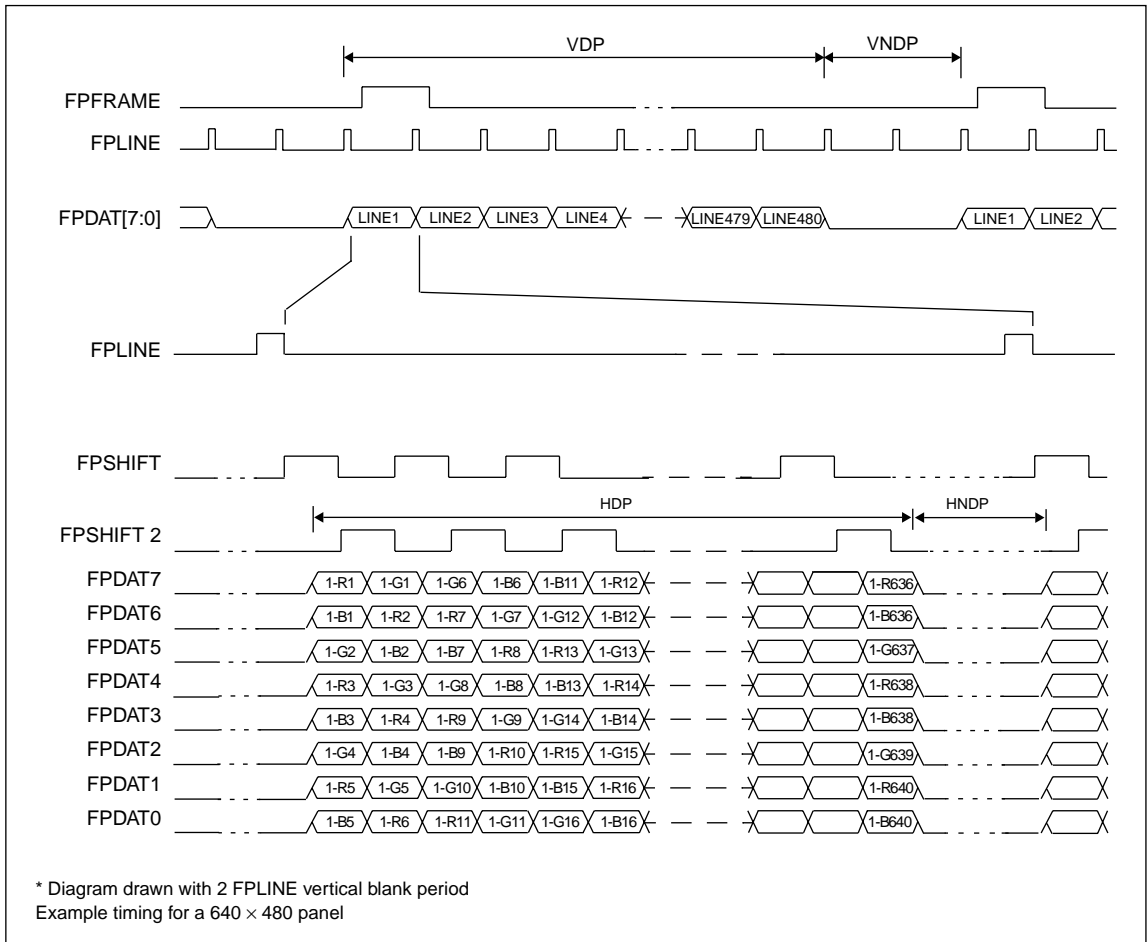 VDP VNDP
FPFRAME
FPLINE
FPDAT[7:0] LINE1 LINE2 LINE3 LINE4 LINE479 LINE480 LINE1 LINE2
FPLINE
FPSHIFT
HDP HNDP
FPSHIFT 2
FPDAT7 1-R1 1-G1 1-G6 1-B6 1-B11 1-R12 1-R636
FPDAT6 1-B1 1-R2 1-R7 1-G7 1-G12 1-B12 1-B636
FPDAT5 1-G2 1-B2 1-B7 1-R8 1-R13 1-G13 1-G637
FPDAT4 1-R3 1-G3 1-G8 1-B8 1-B13 1-R14 1-R638
FPDAT3 1-B3 1-R4 1-R9 1-G9 1-G14 1-B14 1-B638
FPDAT2 1-G4 1-B4 1-B9 1-R10 1-R15 1-G15 1-G639
FPDAT1 1-R5 1-G5 1-G10 1-B10 1-B15 1-R16 1-R640
FPDAT0 1-B5 1-R6 1-R11 1-G11 1-G16 1-B16 1-B640
* Diagram drawn with 2 FPLINE vertical blank period
Example timing for a 640 × 480 panel